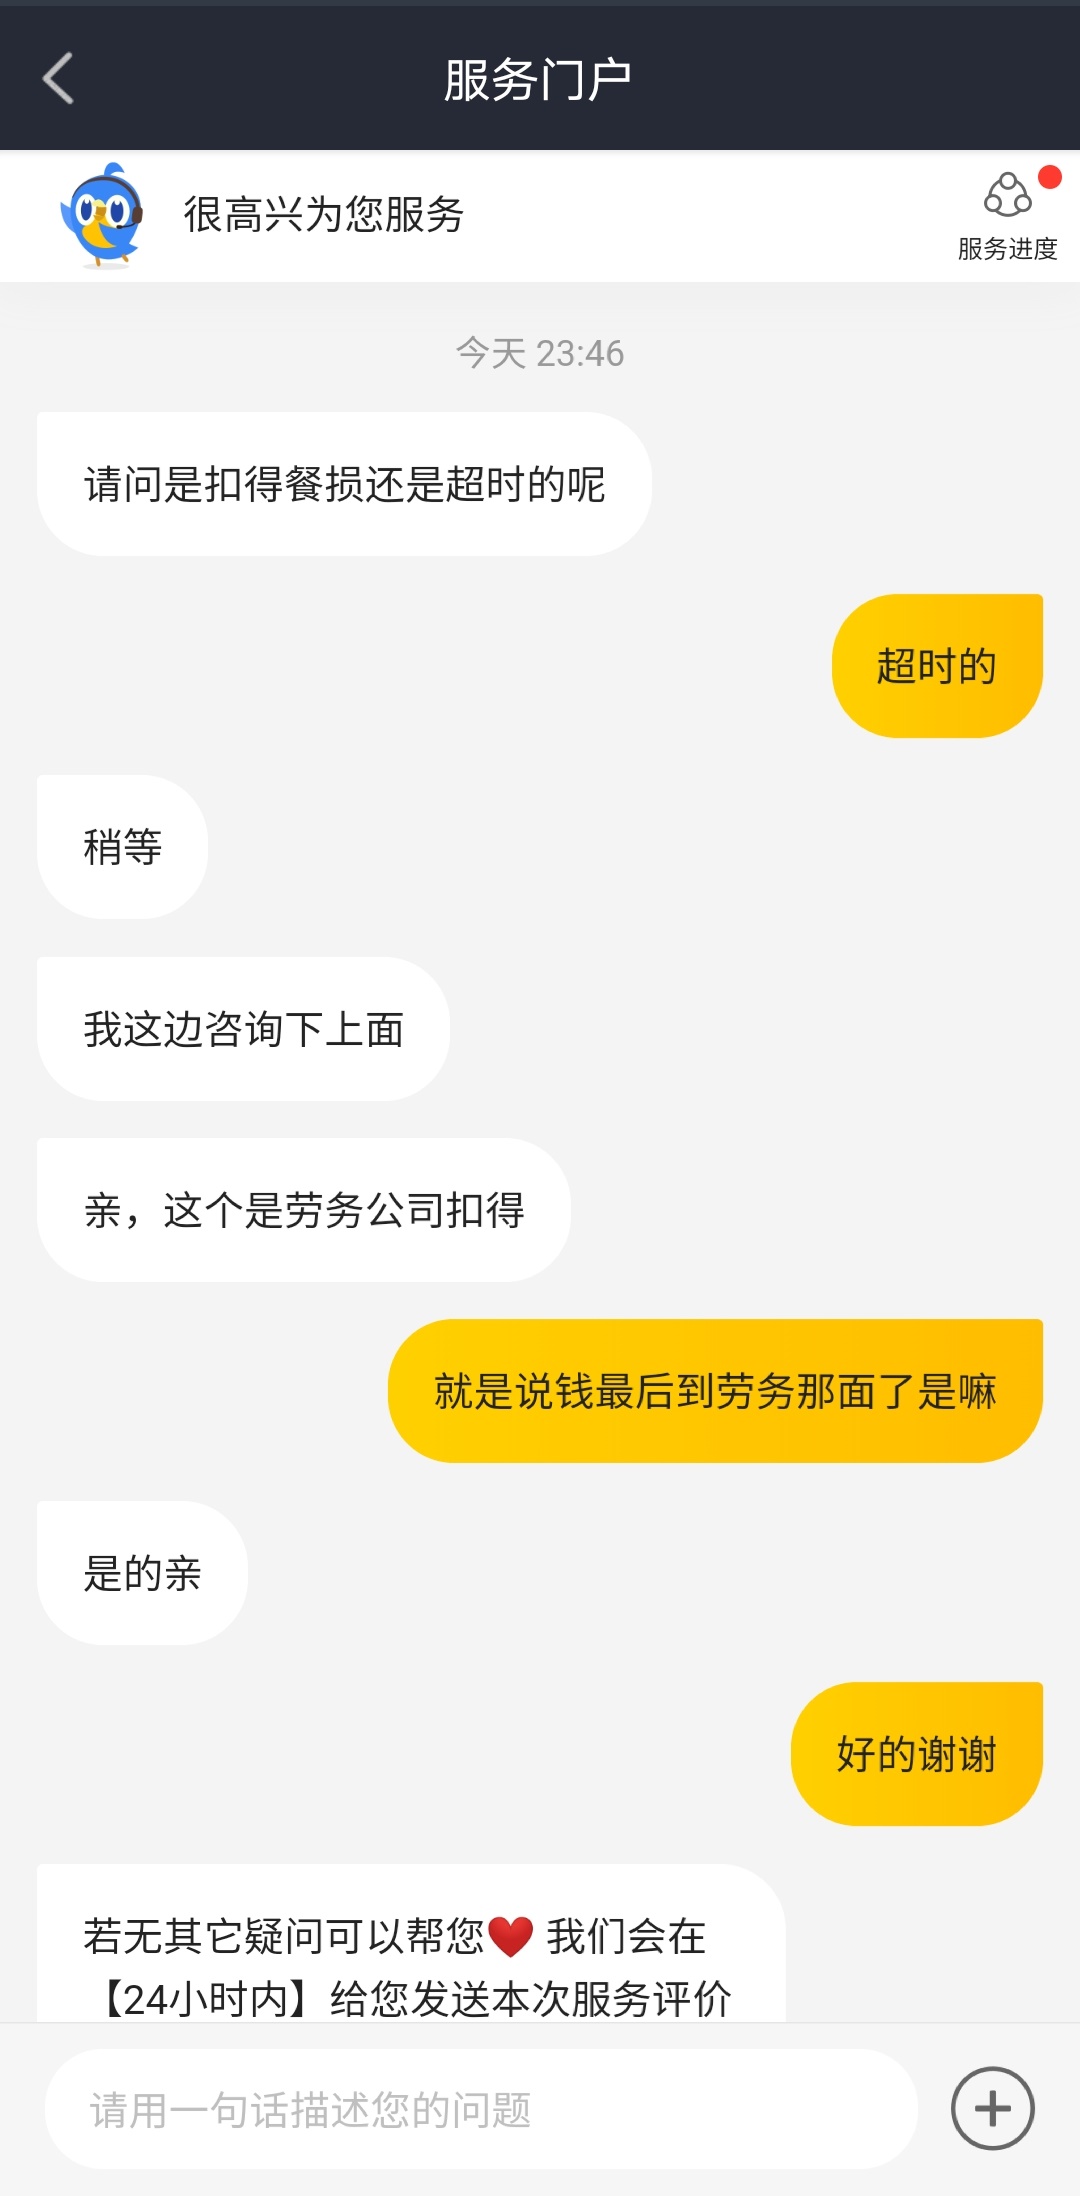 服务门户
很高兴为您服务
服务进度
今天 23:46
请问是扣得餐损还是超时的呢
超时的
稍等
我这边咨询下上面
亲，这个是劳务公司扣得
就是说钱最后到劳务那面了是嘛
是的亲
好的谢谢
若无其它疑问可以帮您❤️ 我们会在
【24小时内】给您发送本次服务评价
请用一句话描述您的问题